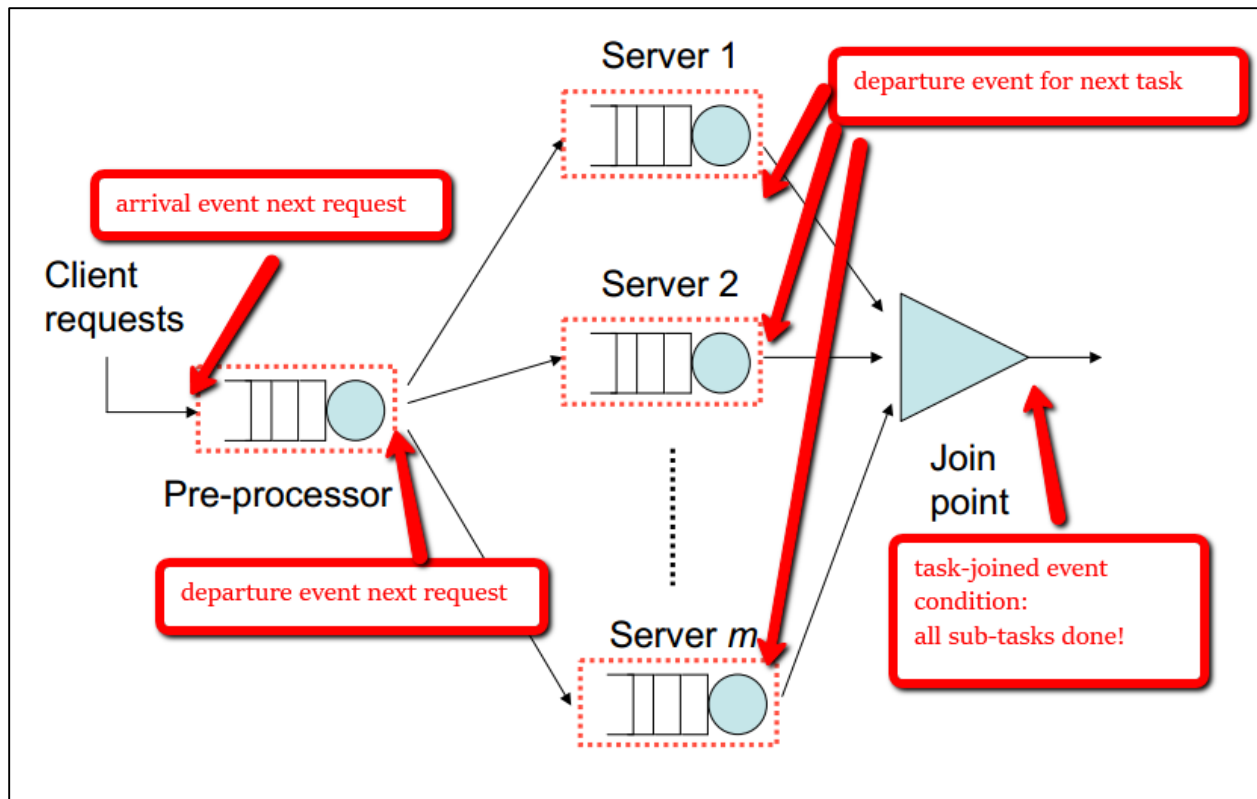 Server 1
departure event for next task
arrival event next request
Client
requests
Server 2
Pre-processor
Join
point
departure event next request
task-joined event
condition:
all sub-tasks done!
Server m